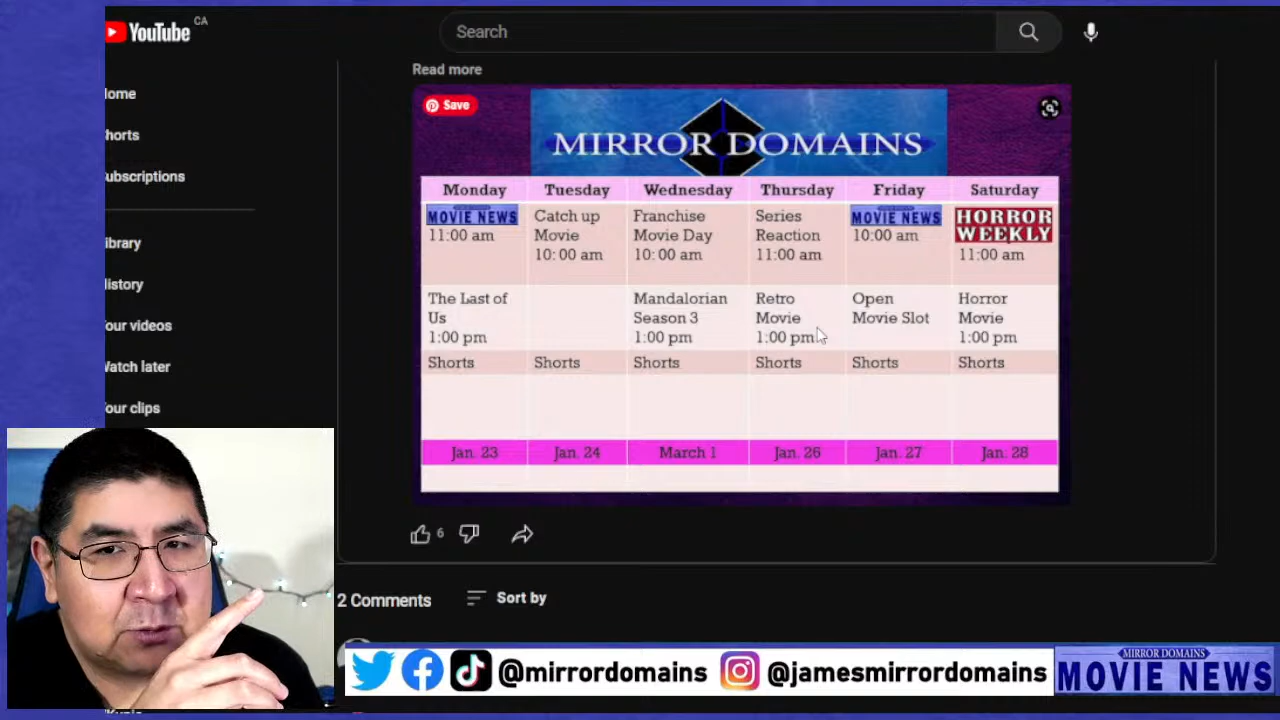 YouTube CA
Search
Read more
ome
horts
ubscriptions
ibrary
istory
our videos
Watch later
our clips
Save
MIRROR DOMAINS
Monday Tuesday Wednesday Thursday Friday Saturday
MOVIE NEWS
11:00 am
Catch up
Movie
10: 00 am
Franchise
Movie Day
10: 00 am
Series
Reaction
11:00 am
MOVIE NEWS
10:00 am
HORROR
WEEKLY
11:00 am
The Last of
Us
1:00 pm
Mandalorian
Season 3
1:00 pm
Retro
Movie
1:00 pm
Open
Movie Slot
Horror
Movie
1:00 pm
Shorts Shorts Shorts Shorts Shorts Shorts
Jan. 23 Jan. 24 March 1 Jan. 26 Jan. 27 Jan. 28
6
2 Comments Sort by
@mirrordomains @jamesmirrordomains
MIRROR DOMAINS
MOVIE NEWS